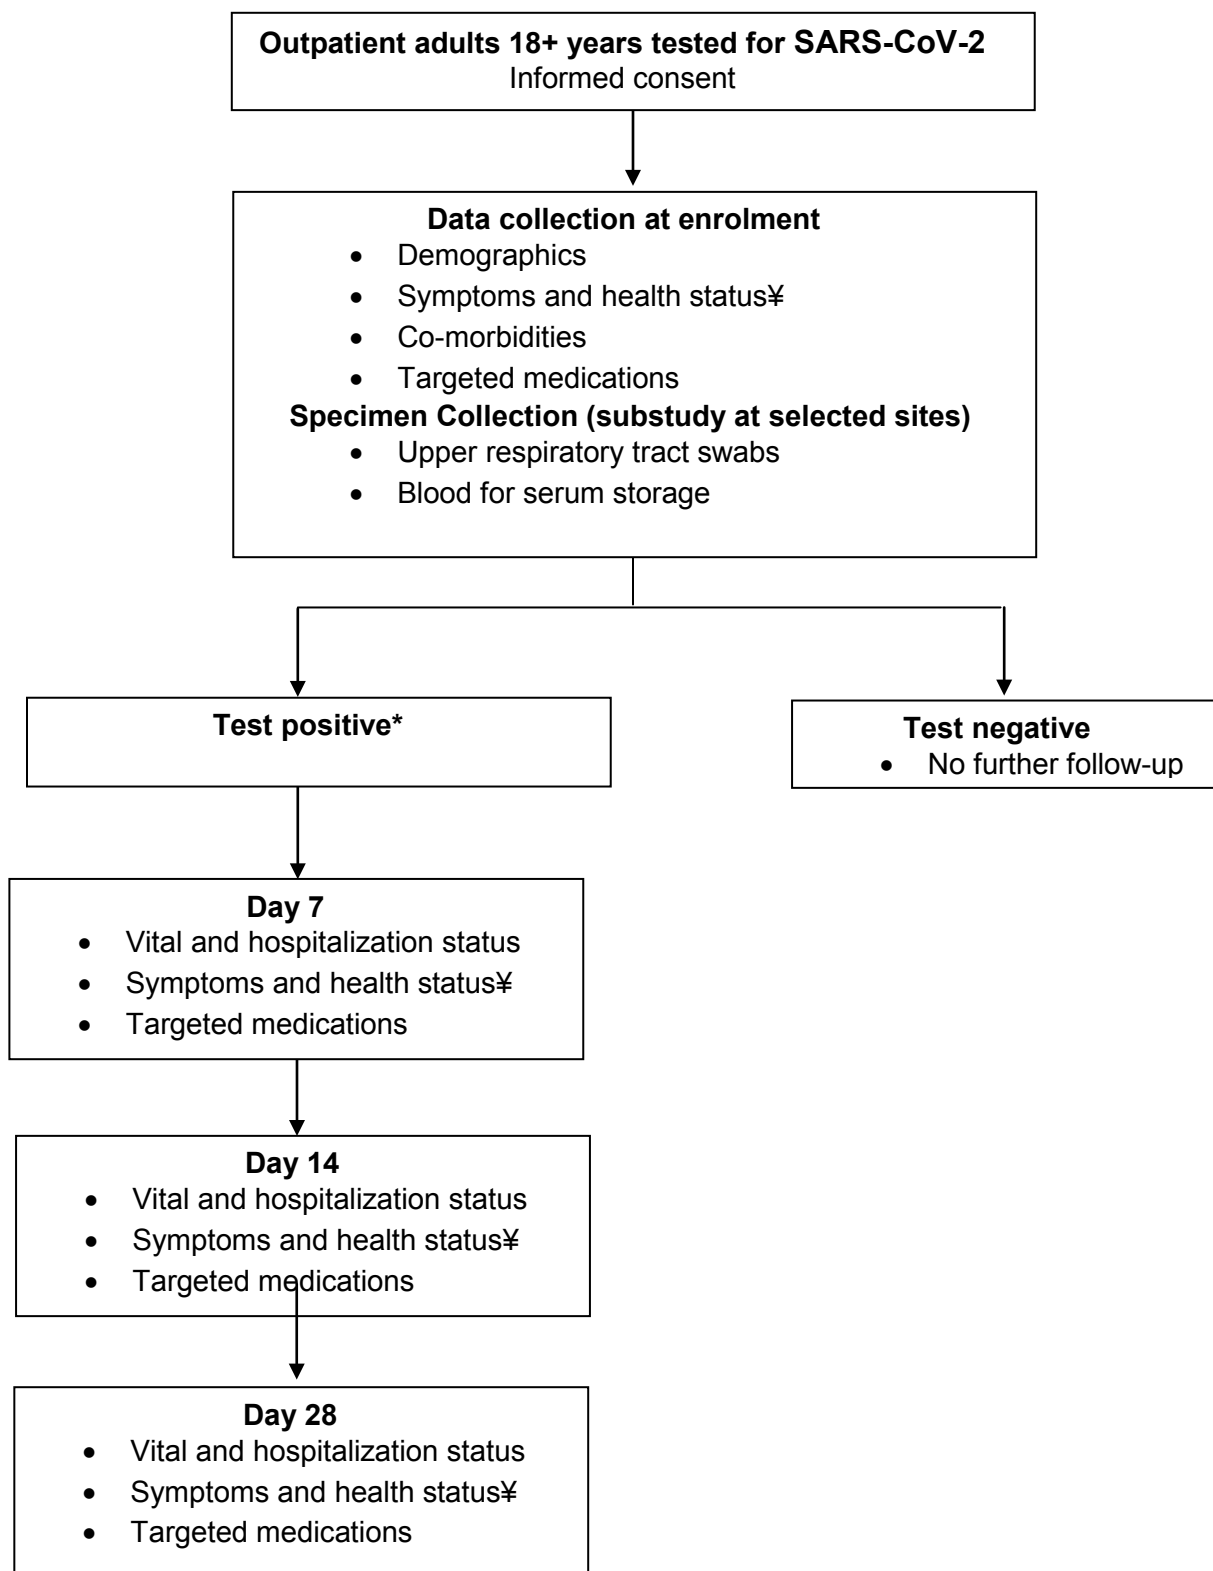 Outpatient adults 18+ years tested for SARS-CoV-2
Informed consent
Data collection at enrolment
• Demographics
• Symptoms and health status¥
• Co-morbidities
• Targeted medications
Specimen Collection (substudy at selected sites)
• Upper respiratory tract swabs
• Blood for serum storage
Test positive*
Test negative
• No further follow-up
Day 7
• Vital and hospitalization status
• Symptoms and health status¥
• Targeted medications
Day 14
• Vital and hospitalization status
• Symptoms and health status¥
• Targeted medications
Day 28
• Vital and hospitalization status
• Symptoms and health status¥
• Targeted medications